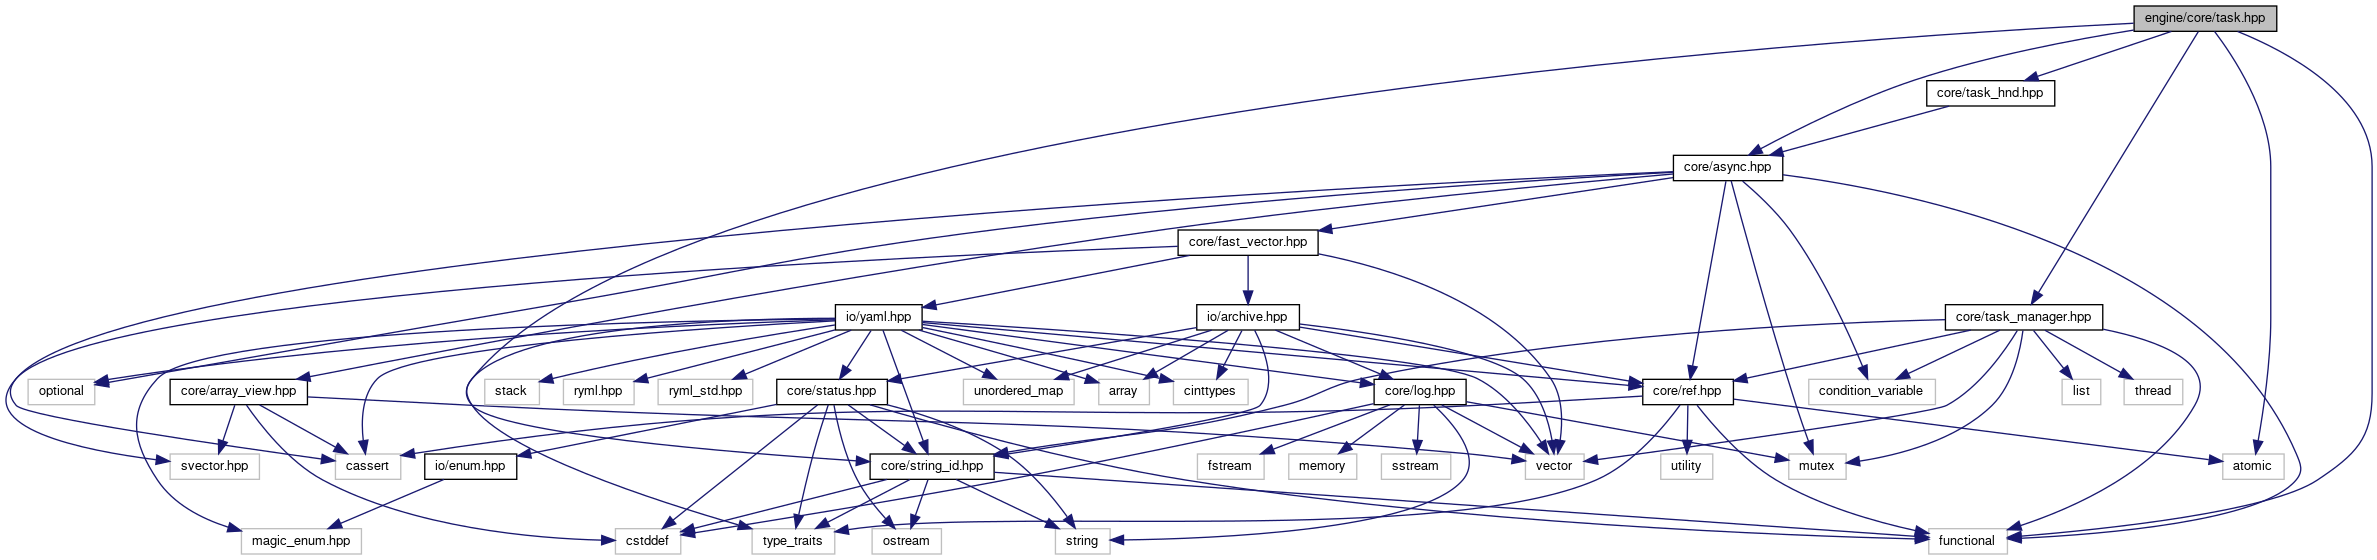 engine/core/task.hpp
core/task_hnd.hpp
core/async.hpp
core/fast_vector.hpp
io/yaml.hpp
io/archive.hpp
core/task_manager.hpp
optional
core/array_view.hpp
stack
ryml.hpp
ryml_std.hpp
core/status.hpp
unordered_map
array
cinttypes
core/log.hpp
core/ref.hpp
condition_variable
list
thread
svector.hpp
cassert
io/enum.hpp
core/string_id.hpp
fstream
memory
sstream
vector
utility
mutex
atomic
magic_enum.hpp
cstddef
type_traits
ostream
string
functional